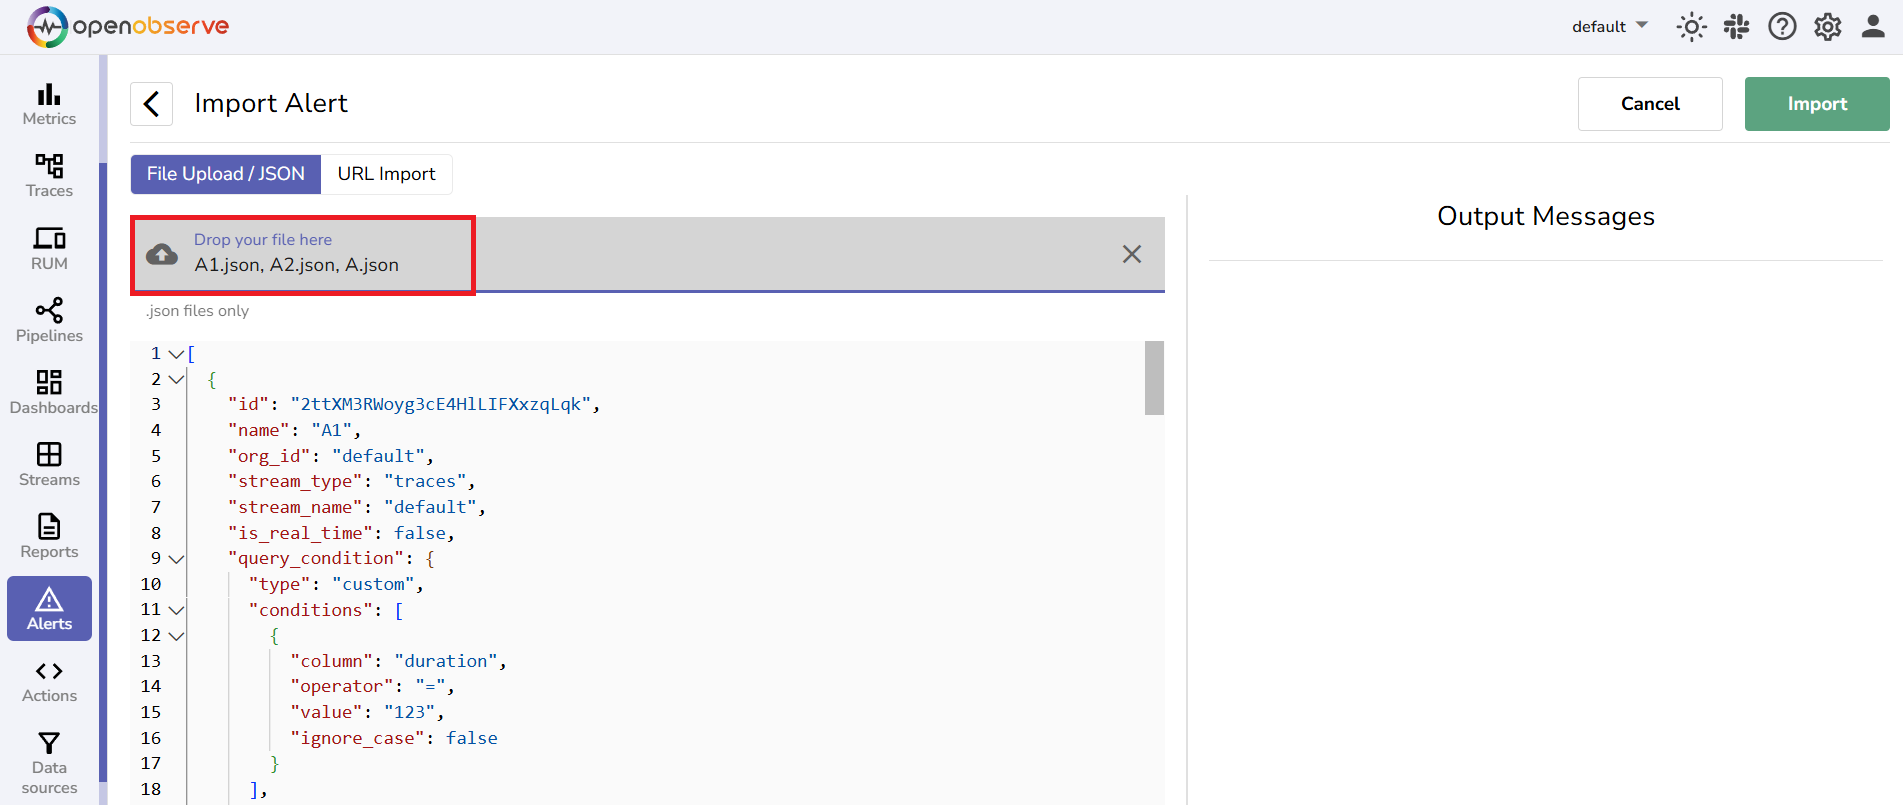 openobserve
default
Metrics
Traces
RUM
Pipelines
Dashboards
Streams
Reports
Alerts
Actions
Data
sources
Import Alert
Cancel
Import
File Upload / JSON
URL Import
Drop your file here
A1.json, A2.json, A.json
.json files only
1 [
2 {
3 "id": "2ttXM3RWoyg3cE4HlLIFXxzqLqk",
4 "name": "A1",
5 "org_id": "default",
6 "stream_type": "traces",
7 "stream_name": "default",
8 "is_real_time": false,
9 "query_condition": {
10 "type": "custom",
11 "conditions": [
12 {
13 "column": "duration",
14 "operator": "=",
15 "value": "123",
16 "ignore_case": false
17 }
18 ],
Output Messages